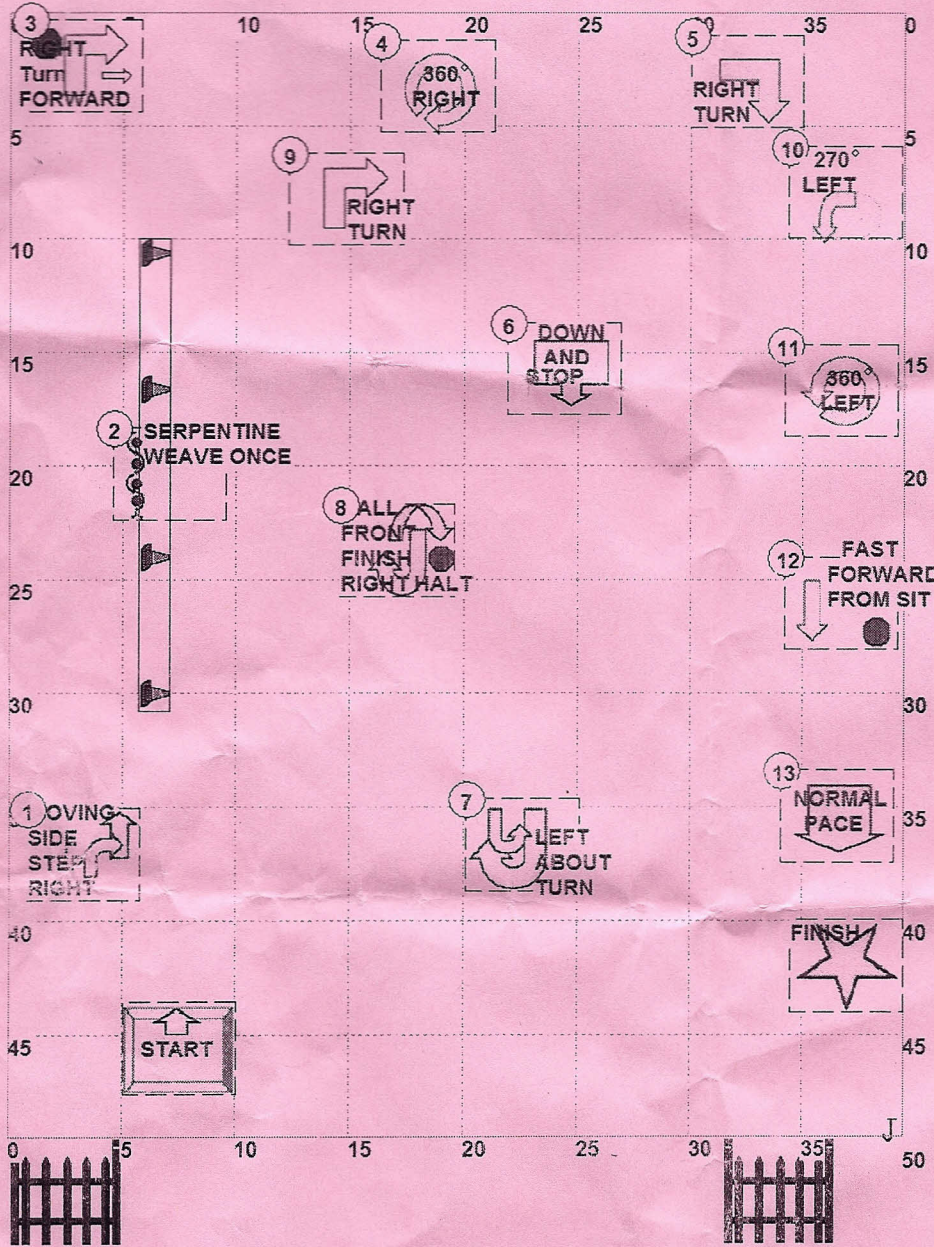 0 5 10 15 20 25 35 0
3
RIGHT
Turn
FORWARD
4
360°
RIGHT
5
RIGHT
TURN
5 5
9
RIGHT
TURN
10
270°
LEFT
10 10
6
DOWN
AND
STOP
11
360°
LEFT
15 15
2
SERPENTINE
WEAVE ONCE
20 20
8
ALL
FRONT
FINISH
RIGHT HALT
12
FAST
FORWARD
FROM SIT
25 25
30 30
1
OVING
SIDE
STEP
RIGHT
7
LEFT
ABOUT
TURN
13
NORMAL
PACE
35 35
FINISH
40 40
START
45 45
J
0 5 10 15 20 25 30 35 50